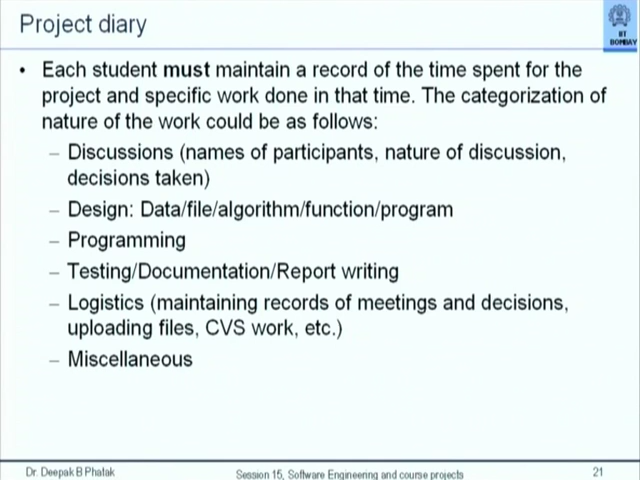 Project diary
IIT
BOMBAY
• Each student must maintain a record of the time spent for the
project and specific work done in that time. The categorization of
nature of the work could be as follows:
– Discussions (names of participants, nature of discussion,
decisions taken)
– Design: Data/file/algorithm/function/program
– Programming
– Testing/Documentation/Report writing
– Logistics (maintaining records of meetings and decisions,
uploading files, CVS work, etc.)
– Miscellaneous
Dr. Deepak B Phatak
Session 15, Software Engineering and course projects
21